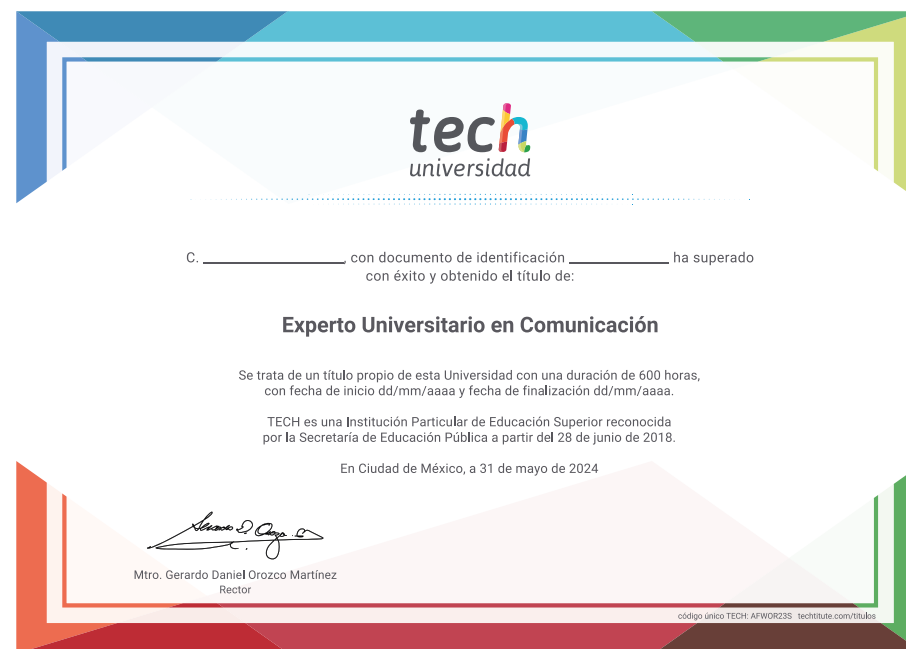 tech
universidad
C. ____________________, con documento de identificación ______________ ha superado
con éxito y obtenido el título de:
Experto Universitario en Comunicación
Se trata de un título propio de esta Universidad con una duración de 600 horas,
con fecha de inicio dd/mm/aaaa y fecha de finalización dd/mm/aaaa.
TECH es una Institución Particular de Educación Superior reconocida
por la Secretaría de Educación Pública a partir del 28 de junio de 2018.
En Ciudad de México, a 31 de mayo de 2024
Mtro. Gerardo Daniel Orozco Martínez
Rector
código único TECH: AFWOR23S techtitute.com/titulos